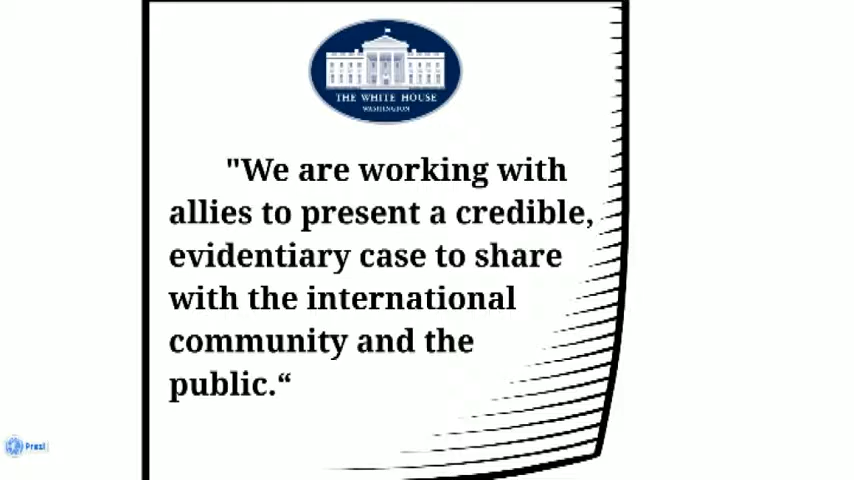 THE WHITE HOUSE
WASHINGTON
"We are working with
allies to present a credible,
evidentiary case to share
with the international
community and the
public.“
Prezi